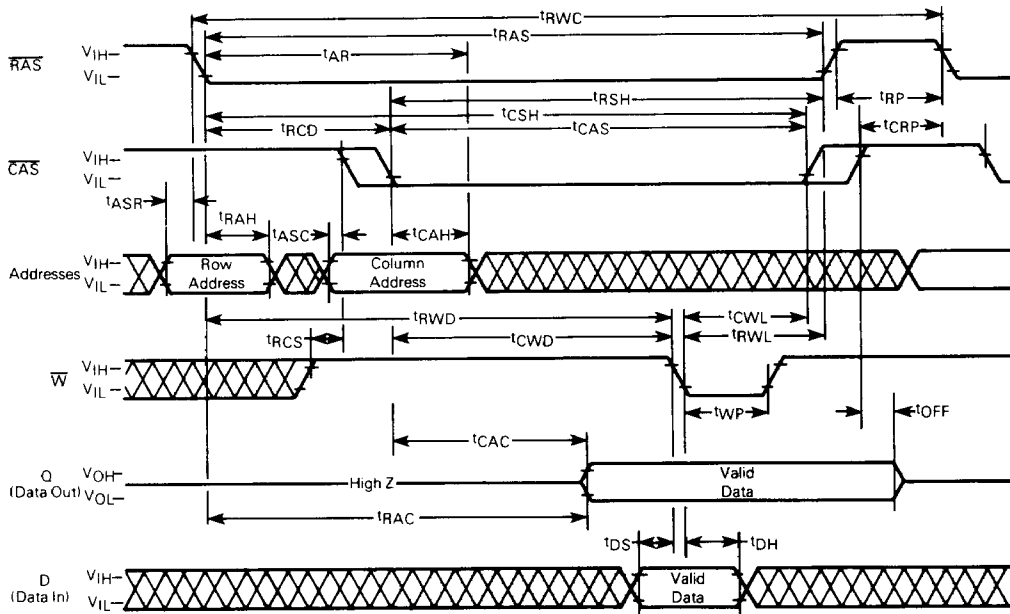 tRWC
tRAS
tAR
RAS
VIH
VIL
tRSH
tRP
tCSH
tRCD
tCAS
tCRP
CAS
VIH
VIL
tASR
tRAH
tASC
tCAH
Addresses
VIH
VIL
Row
Address
Column
Address
tRWD
tCWL
tRCS
tCWD
tRWL
W
VIH
VIL
tWP
tOFF
tCAC
Q
(Data Out)
VOH
VOL
High Z
Valid
Data
tRAC
tDS
tDH
D
(Data In)
VIH
VIL
Valid
Data